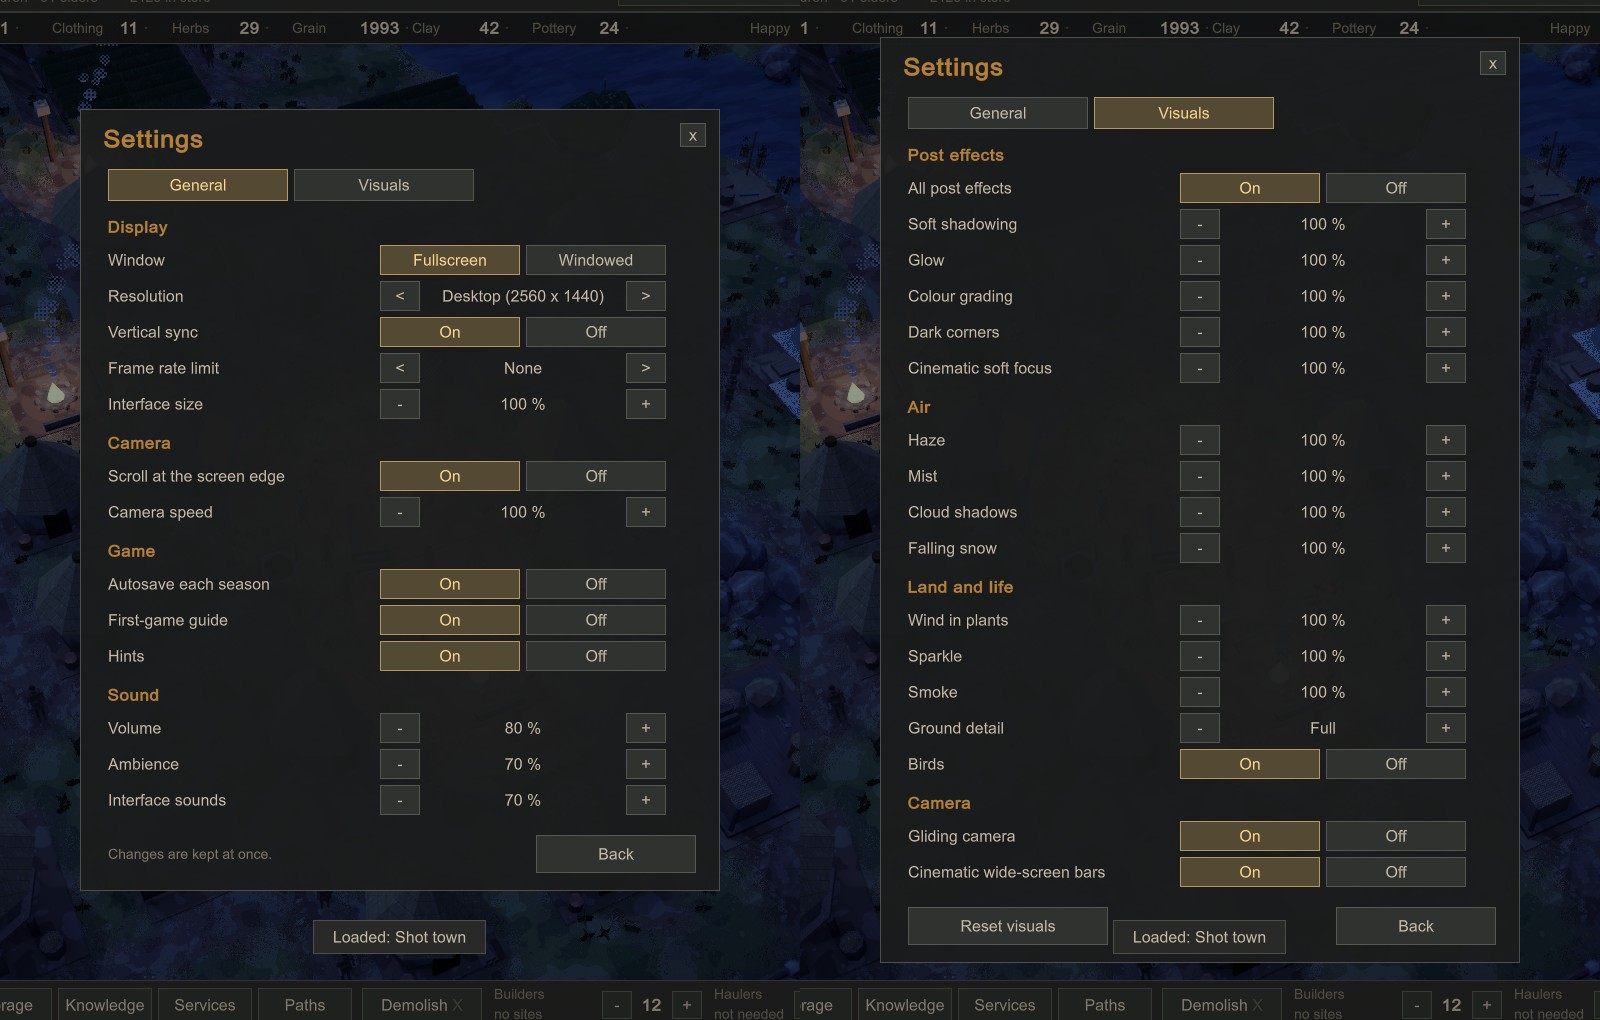 1 · Clothing 11 · Herbs 29 · Grain 1993 · Clay 42 · Pottery 24 · Happy
Settings
x
General Visuals
Display
Window Fullscreen Windowed
Resolution < Desktop (2560 x 1440) >
Vertical sync On Off
Frame rate limit < None >
Interface size - 100 % +
Camera
Scroll at the screen edge On Off
Camera speed - 100 % +
Game
Autosave each season On Off
First-game guide On Off
Hints On Off
Sound
Volume - 80 % +
Ambience - 70 % +
Interface sounds - 70 % +
Changes are kept at once. Back
Loaded: Shot town
rage Knowledge Services Paths Demolish X
Builders
no sites
- 12 +
Haulers
not needed
1 · Clothing 11 · Herbs 29 · Grain 1993 · Clay 42 · Pottery 24 · Happy
Settings
x
General Visuals
Post effects
All post effects On Off
Soft shadowing - 100 % +
Glow - 100 % +
Colour grading - 100 % +
Dark corners - 100 % +
Cinematic soft focus - 100 % +
Air
Haze - 100 % +
Mist - 100 % +
Cloud shadows - 100 % +
Falling snow - 100 % +
Land and life
Wind in plants - 100 % +
Sparkle - 100 % +
Smoke - 100 % +
Ground detail - Full +
Birds On Off
Camera
Gliding camera On Off
Cinematic wide-screen bars On Off
Reset visuals Back
Loaded: Shot town
rage Knowledge Services Paths Demolish X
Builders
no sites
- 12 +
Haulers
not needed